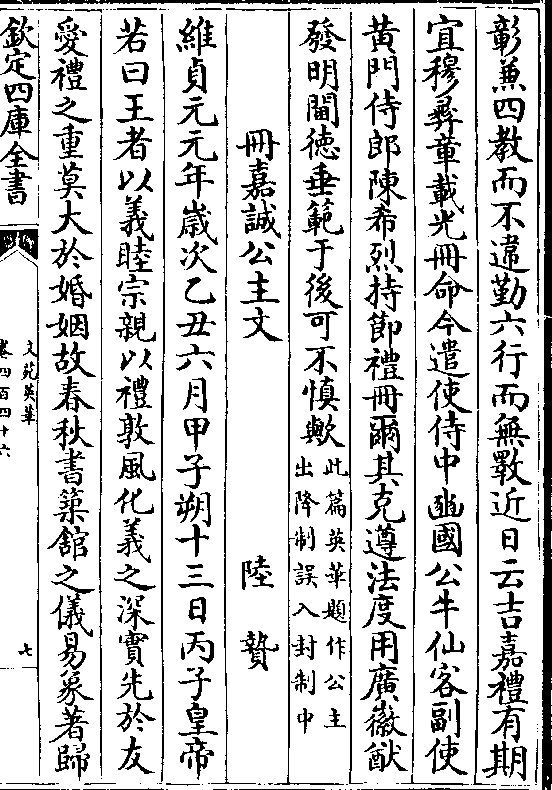 彰兼四教而不違勤六行而無斁近日云吉嘉禮有期
宜穆彞章載光冊命今遣使侍中豳國公牛仙客副使
黄門侍郎陳希烈持節禮冊爾其克遵法度用廣徽猷
發明閫徳垂範于後可不慎歟此篇英華題作公主
出降制誤入封制中
冊嘉誠公主文 陸贄
維貞元元年歳次乙丑六月甲子朔十三日丙子皇帝
若曰王者以義睦宗親以禮敦風化義之深實先於友
愛禮之重莫大於婚姻故春秋書築舘之儀易象著歸
欽定四庫全書
文苑英華
卷四百四十六
七